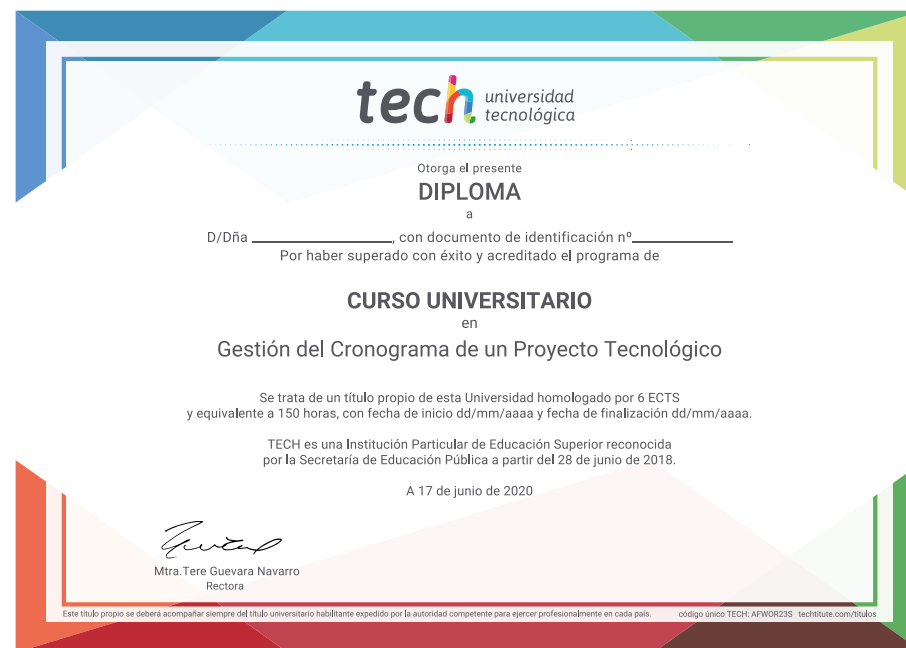 tech universidad
tecnológica
Otorga el presente
DIPLOMA
a
D/Dña ____________________, con documento de identificación nº______________
Por haber superado con éxito y acreditado el programa de
CURSO UNIVERSITARIO
en
Gestión del Cronograma de un Proyecto Tecnológico
Se trata de un título propio de esta Universidad homologado por 6 ECTS
y equivalente a 150 horas, con fecha de inicio dd/mm/aaaa y fecha de finalización dd/mm/aaaa.
TECH es una Institución Particular de Educación Superior reconocida
por la Secretaría de Educación Pública a partir del 28 de junio de 2018.
A 17 de junio de 2020
Mtra.Tere Guevara Navarro
Rectora
Este título propio se deberá acompañar siempre del título universitario habilitante expedido por la autoridad competente para ejercer profesionalmente en cada país. código único TECH: AFWOR23S techtitute.com/titulos